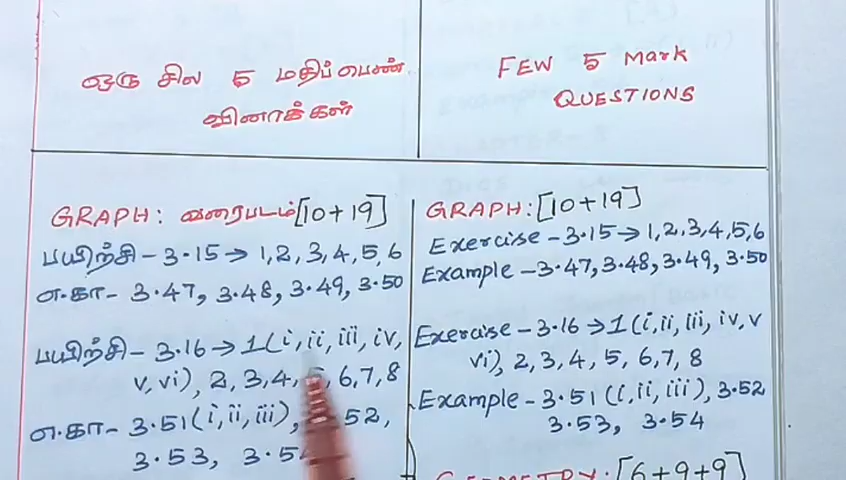 ஒரு சில 5 மதிப்பெண்
வினாக்கள்
FEW 5 Mark
QUESTIONS
GRAPH: வரைபடம் [10+19]
பயிற்சி - 3.15 → 1, 2, 3, 4, 5, 6
எ.கா - 3.47, 3.48, 3.49, 3.50
பயிற்சி - 3.16 → 1 (i, ii, iii, iv,
v, vi), 2, 3, 4, 5, 6, 7, 8
எ.கா - 3.51 (i, ii, iii), 52,
3.53, 3.5
GRAPH: [10+19]
Exercise - 3.15 → 1, 2, 3, 4, 5, 6
Example - 3.47, 3.48, 3.49, 3.50
Exercise - 3.16 → 1 (i, ii, iii, iv, v
vi), 2, 3, 4, 5, 6, 7, 8
Example - 3.51 (i, ii, iii), 3.52
3.53, 3.54
GEOMETRY: [6+9+9]